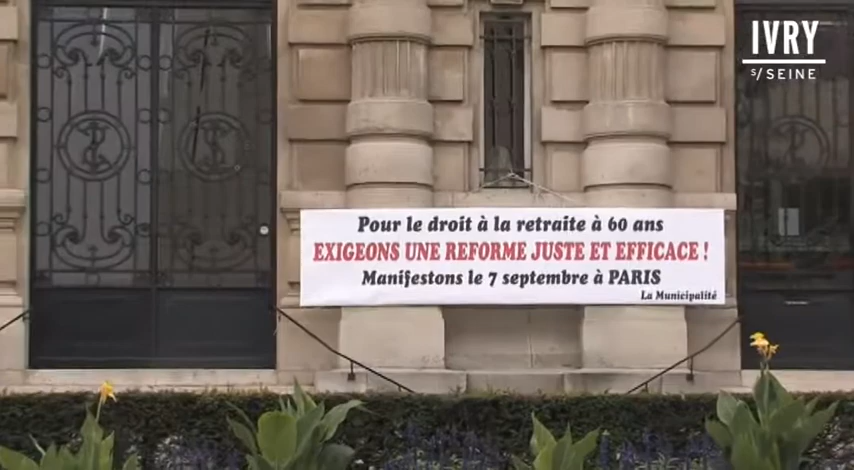 IVRY
S/SEINE
Pour le droit à la retraite à 60 ans
EXIGEONS UNE REFORME JUSTE ET EFFICACE !
Manifestons le 7 septembre à PARIS
La Municipalité